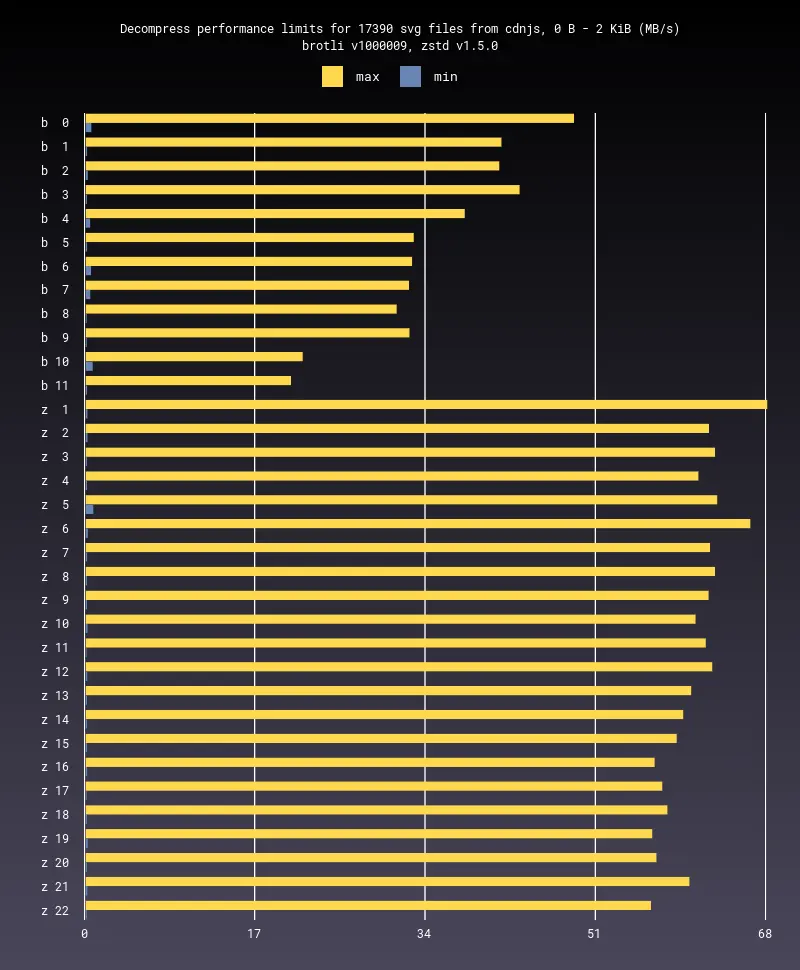 Decompress performance limits for 17390 svg files from cdnjs, 0 B - 2 KiB (MB/s)
brotli v1000009, zstd v1.5.0
max min
b 0
b 1
b 2
b 3
b 4
b 5
b 6
b 7
b 8
b 9
b 10
b 11
z 1
z 2
z 3
z 4
z 5
z 6
z 7
z 8
z 9
z 10
z 11
z 12
z 13
z 14
z 15
z 16
z 17
z 18
z 19
z 20
z 21
z 22
0 17 34 51 68